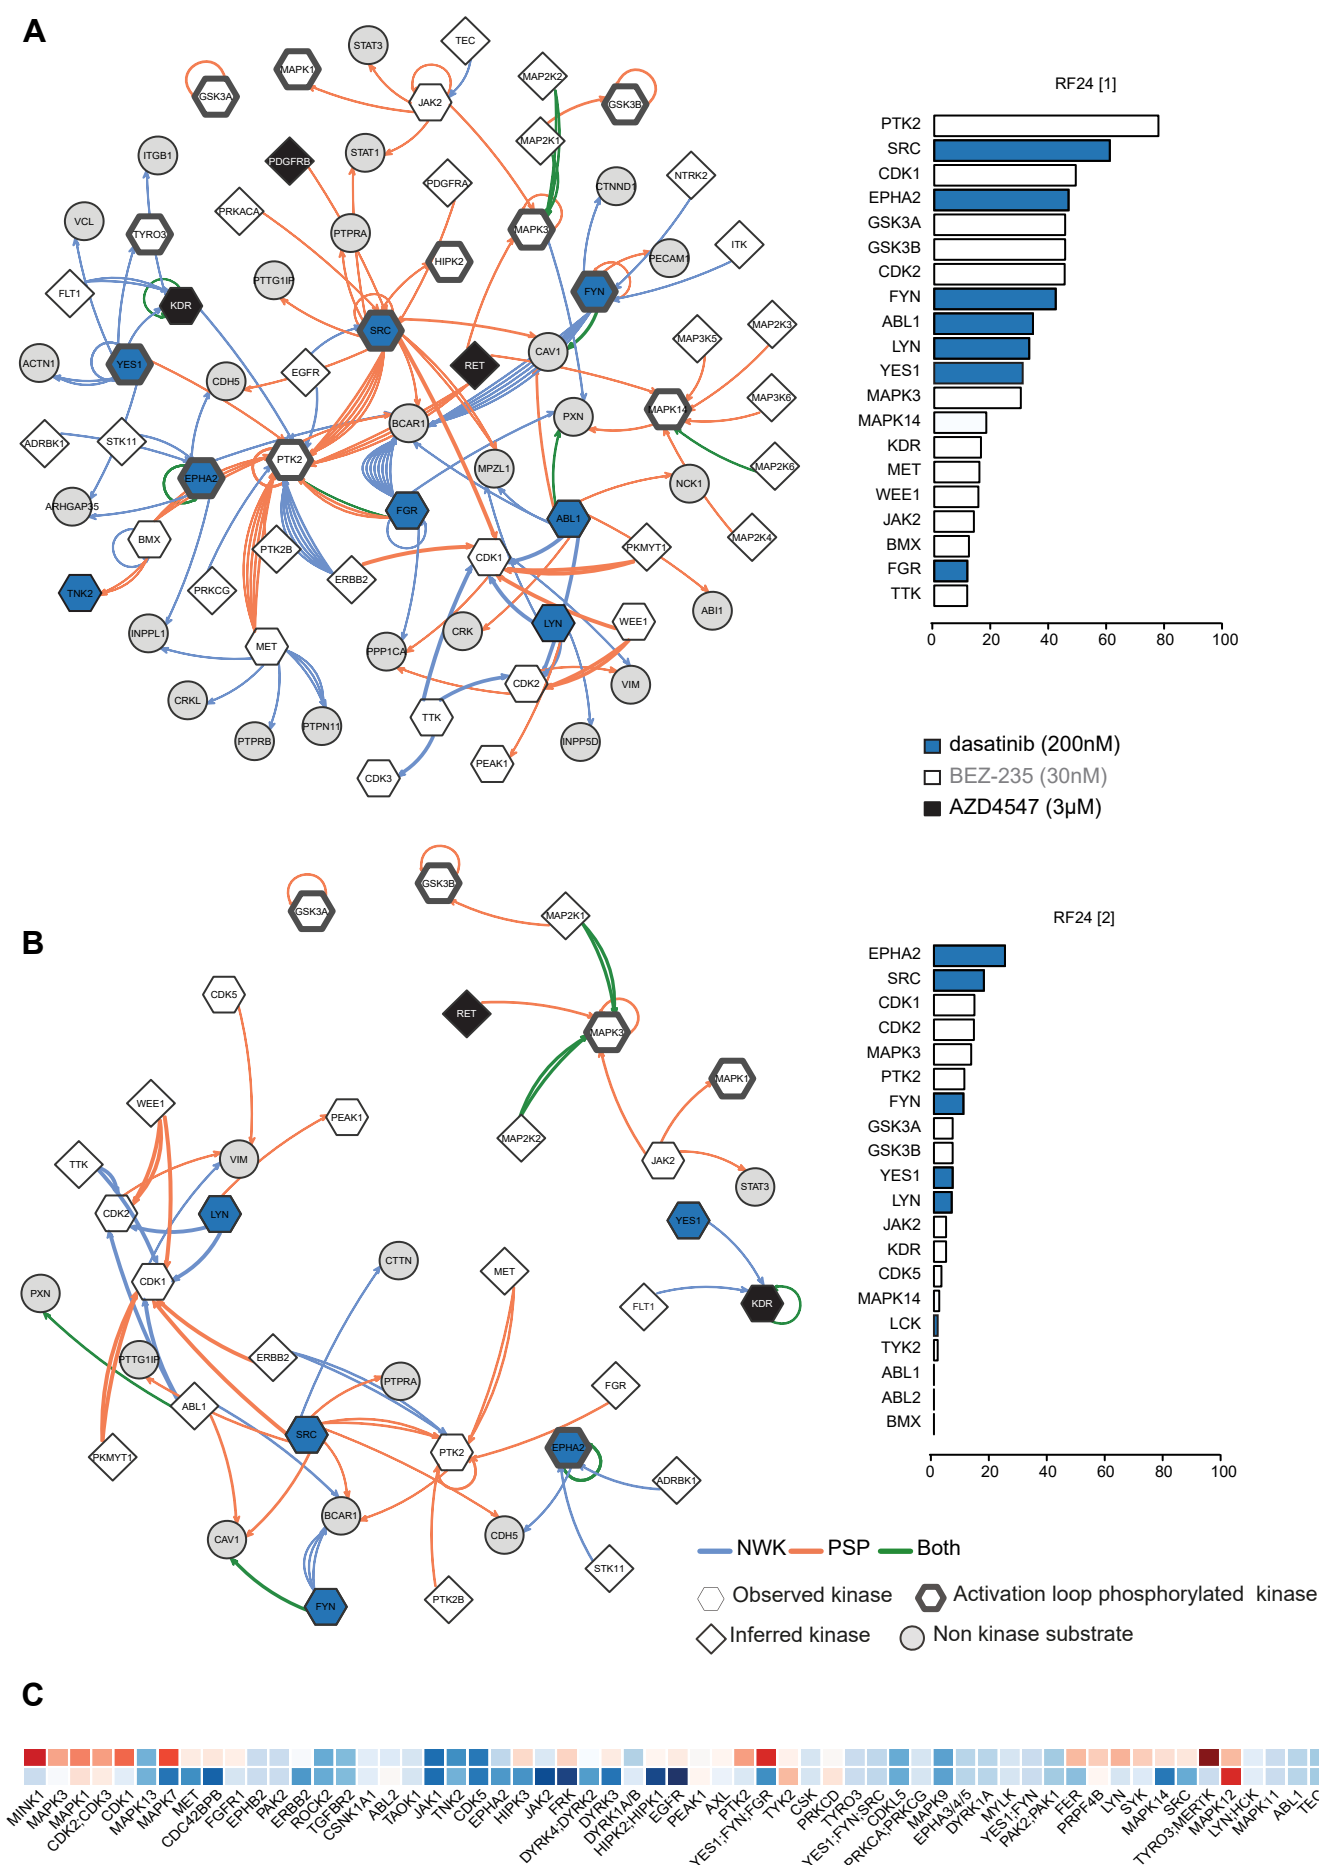 A
STAT3
TEC
GSK3A
MAPK1
JAK2
MAP2K2
GSK3B
MAP2K1
ITGB1
PDGFRB
STAT1
PDGFRA
CTNND1
NTRK2
VCL
TYRO3
PRKACA
PTPRA
HIPK2
MAPK3
PECAM1
ITK
FLT1
KDR
PTTG1IP
FYN
SRC
ACTN1
YES1
CDH5
EGFR
RET
CAV1
MAP3K5
MAP2K3
MAPK14
MAP3K6
ADRBK1
STK11
BCAR1
PXN
EPHA2
PTK2
MPZL1
NCK1
MAP2K6
ARHGAP35
FGR
ABL1
BMX
PTK2B
CDK1
PKMYT1
MAP2K4
TNK2
PRKCG
ERBB2
ABI1
INPPL1
MET
PPP1CA
CRK
LYN
WEE1
CRKL
CDK2
VIM
PTPRB
PTPN11
TTK
INPP5D
CDK3
PEAK1
RF24 [1]
PTK2
SRC
CDK1
EPHA2
GSK3A
GSK3B
CDK2
FYN
ABL1
LYN
YES1
MAPK3
MAPK14
KDR
MET
WEE1
JAK2
BMX
FGR
TTK
0 20 40 60 80 100
dasatinib (200nM)
BEZ-235 (30nM)
AZD4547 (3µM)
B
GSK3A
GSK3B
MAP2K1
CDK5
RET
MAPK3
WEE1
PEAK1
MAPK1
MAP2K2
TTK
VIM
JAK2
STAT3
CDK2
LYN
YES1
CDK1
CTTN
MET
PXN
FLT1
KDR
PTTG1IP
ERBB2
PTPRA
FGR
ABL1
SRC
PTK2
EPHA2
PKMYT1
ADRBK1
BCAR1
CAV1
CDH5
STK11
FYN
PTK2B
RF24 [2]
EPHA2
SRC
CDK1
CDK2
MAPK3
PTK2
FYN
GSK3A
GSK3B
YES1
LYN
JAK2
KDR
CDK5
MAPK14
LCK
TYK2
ABL1
ABL2
BMX
0 20 40 60 80 100
NWK PSP Both
Observed kinase Activation loop phosphorylated kinase
Inferred kinase Non kinase substrate
C
MINK1
MAPK3
MAPK1
CDK2;CDK3
CDK1
MAPK13
MAPK7
MET
CDC42BPB
FGFR1
EPHB2
PAK2
ERBB2
ROCK2
TGFBR2
CSNK1A1
ABL2
TAOK1
JAK1
TNK2
CDK5
EPHA2
HIPK3
JAK2
FRK
DYRK4;DYRK2
DYRK3
DYRK1A/B
HIPK2;HIPK1
EGFR
PEAK1
AXL
PTK2
YES1;FYN;FGR
TYK2
CSK
PRKCD
TYRO3
YES1;FYN;SRC
CDKL5
PRKCA;PRKCG
MAPK9
EPHA3/4/5
DYRK1A
MYLK
YES1;FYN
PAK2;PAK1
FER
PRPF4B
LYN
SYK
MAPK14
SRC
TYRO3;MERTK
MAPK12
LYN;HCK
MAPK11
ABL1
TEC